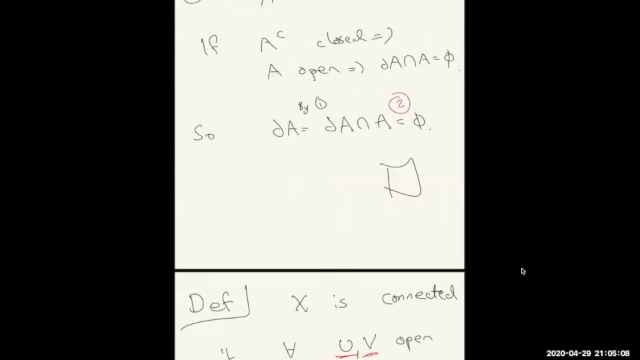 A
If A^c closed =>
A open => ∂A∩A = ϕ.
By ① ②
So ∂A = ∂A∩A = ϕ.
Def X is connected
if ∀ U,V open
2020-04-29 21:05:08